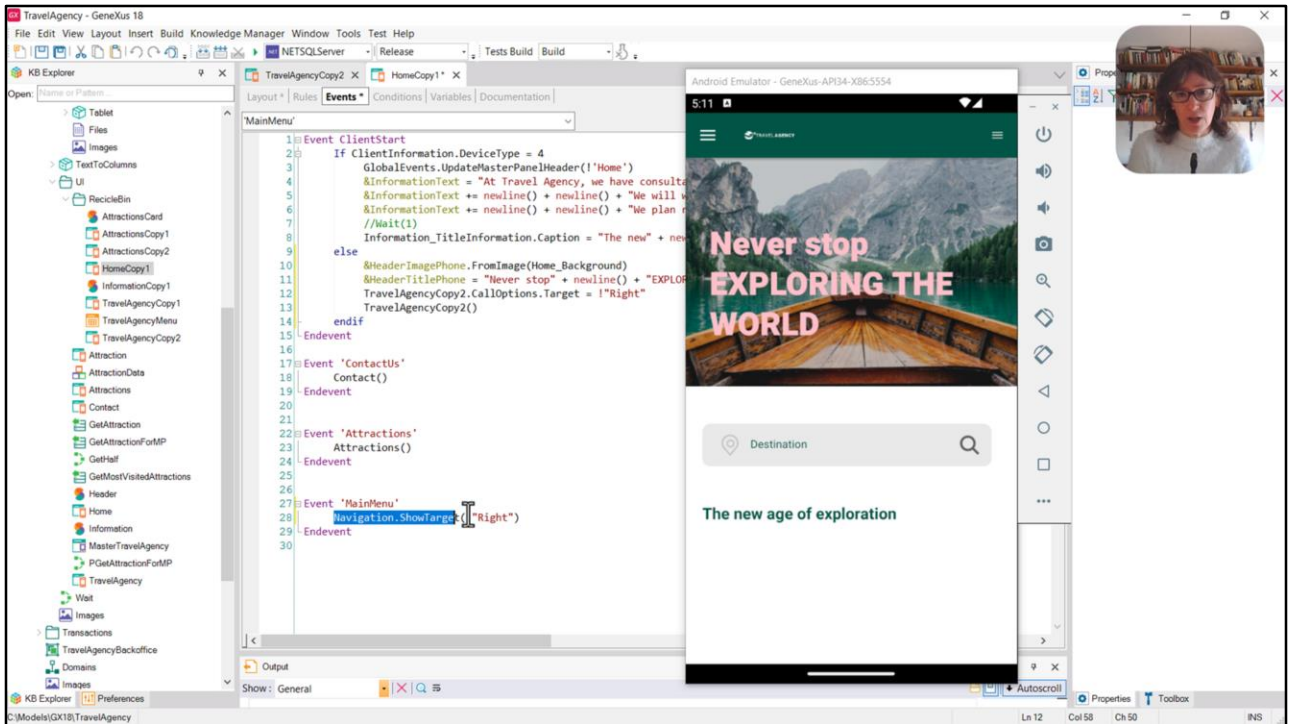 TravelAgency - GeneXus 18
File Edit View Layout Insert Build Knowledge Manager Window Tools Test Help
NETSQLServer Release Tests Build Build
KB Explorer
Open: Name or Pattern
Tablet
Files
Images
TextToColumns
UI
RecicleBin
AttractionsCard
AttractionsCopy1
AttractionsCopy2
HomeCopy1
InformationCopy1
TravelAgencyCopy1
TravelAgencyMenu
TravelAgencyCopy2
Attraction
AttractionData
Attractions
Contact
GetAttraction
GetAttractionForMP
GetHalf
GetMostVisitedAttractions
Header
Home
Information
MasterTravelAgency
PGetAttractionForMP
TravelAgency
Wait
Images
Transactions
TravelAgencyBackoffice
Domains
Images
KB Explorer Preferences
TravelAgencyCopy2 HomeCopy1*
Layout * Rules Events * Conditions Variables Documentation
'MainMenu'
1 Event ClientStart
2 If ClientInformation.DeviceType = 4
3 GlobalEvents.UpdateMasterPanelHeader(!'Home')
4 &InformationText = "At Travel Agency, we have consulta
5 &InformationText += newline() + newline() + "We will w
6 &InformationText += newline() + newline() + "We plan
7 //Wait(1)
8 Information_TitleInformation.Caption = "The new" + new
9 else
10 &HeaderImagePhone.FromImage(Home_Background)
11 &HeaderTitlePhone = "Never stop" + newline() + "EXPLOR
12 TravelAgencyCopy2.CallOptions.Target = !"Right"
13 TravelAgencyCopy2()
14 endif
15 Endevent
16
17 Event 'ContactUs'
18 Contact()
19 Endevent
20
21
22 Event 'Attractions'
23 Attractions()
24 Endevent
25
26
27 Event 'MainMenu'
28 Navigation.ShowTarget( "Right")
29 Endevent
30
Output
Show: General
Autoscroll
Android Emulator - GeneXus-API34-X86:5554
5:11
TRAVEL AGENCY
Never stop
EXPLORING THE
WORLD
Destination
The new age of exploration
Prope
Properties Toolbox
C:\Models\GX18\TravelAgency
Ln 12 Col 58 Ch 50 INS